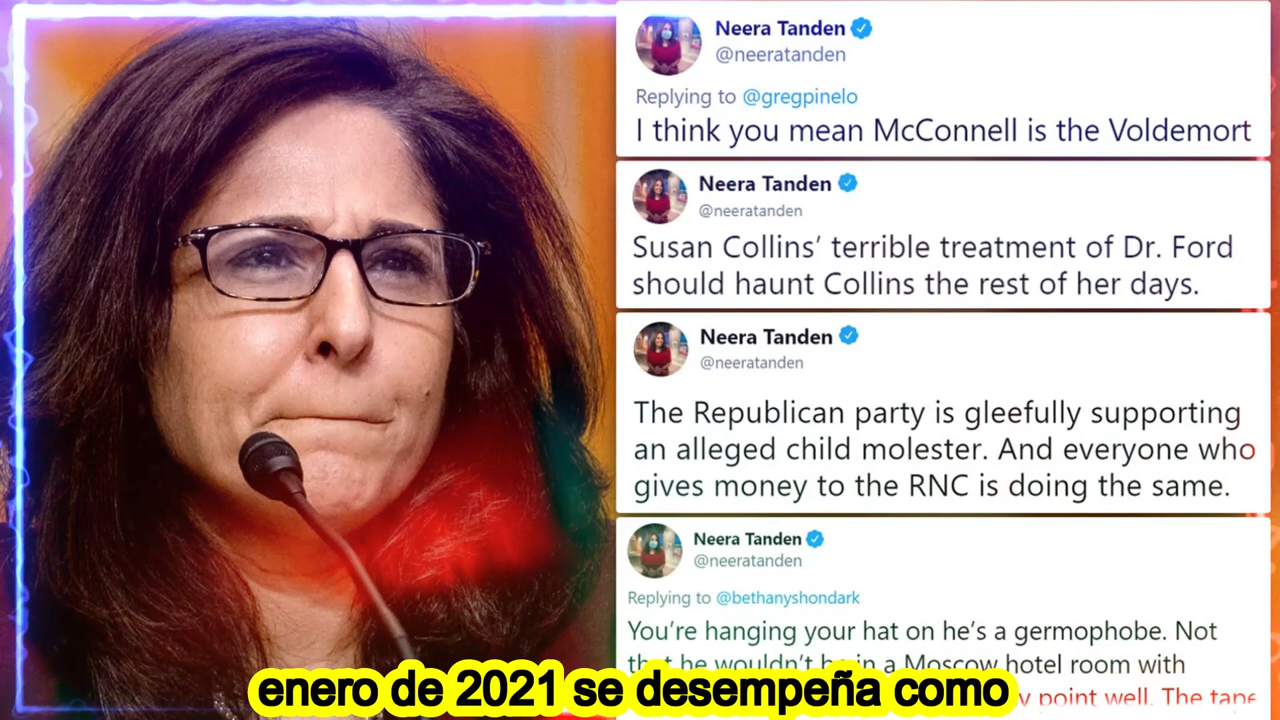 Neera Tanden
@neeratanden
Replying to @gregpinelo
I think you mean McConnell is the Voldemort
Neera Tanden
@neeratanden
Susan Collins’ terrible treatment of Dr. Ford
should haunt Collins the rest of her days.
Neera Tanden
@neeratanden
The Republican party is gleefully supporting
an alleged child molester. And everyone who
gives money to the RNC is doing the same.
Neera Tanden
@neeratanden
Replying to @bethanyshondark
You’re hanging your hat on he’s a germophobe. Not
that he wouldn’t be in a Moscow hotel room with
point well. The tape
enero de 2021 se desempeña como